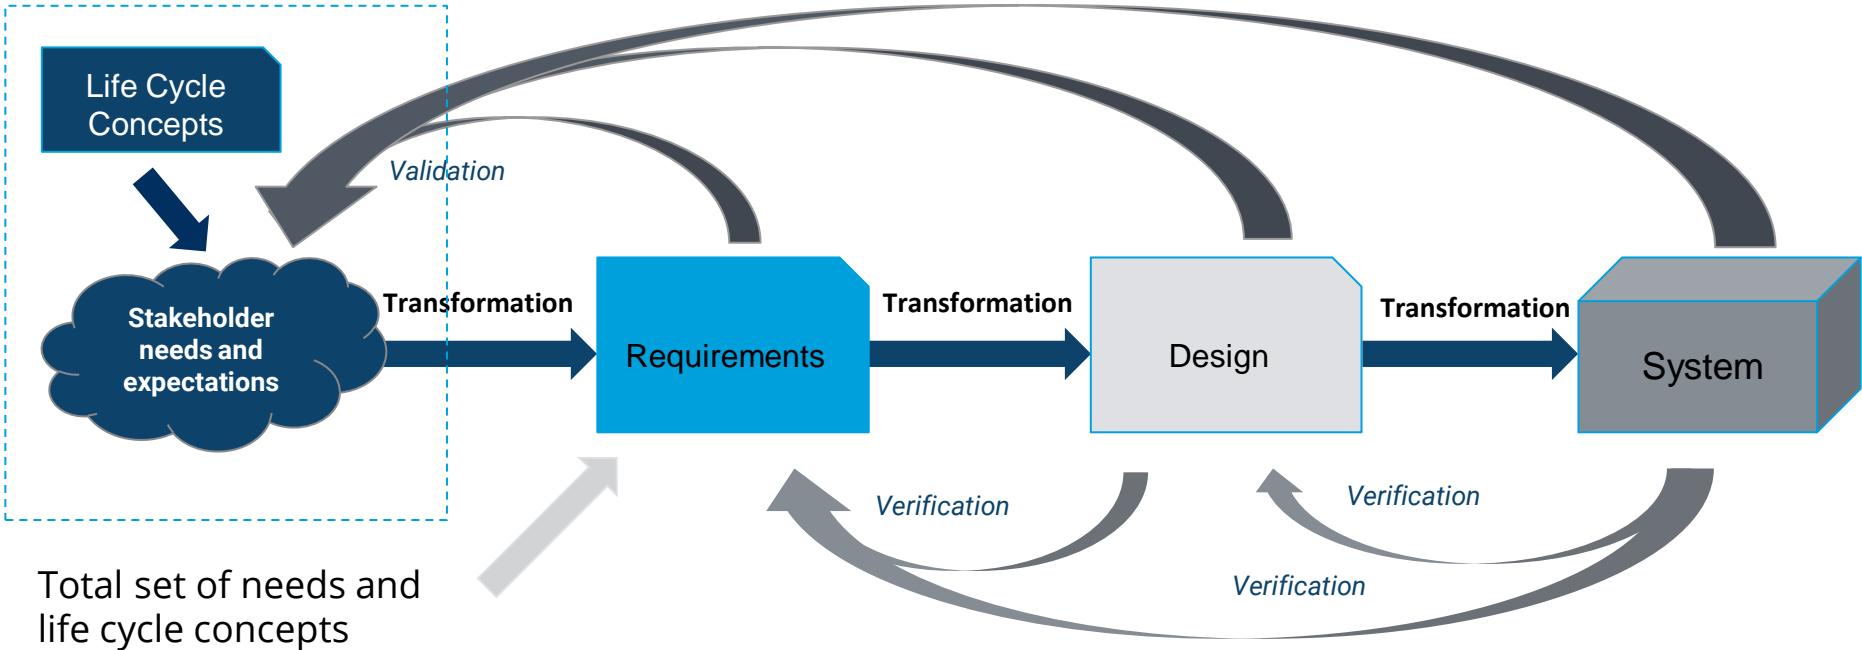 Life Cycle
Concepts
Validation
Stakeholder
needs and
expectations
Transformation
Requirements
Transformation
Design
Transformation
System
Verification
Verification
Verification
Total set of needs and
life cycle concepts